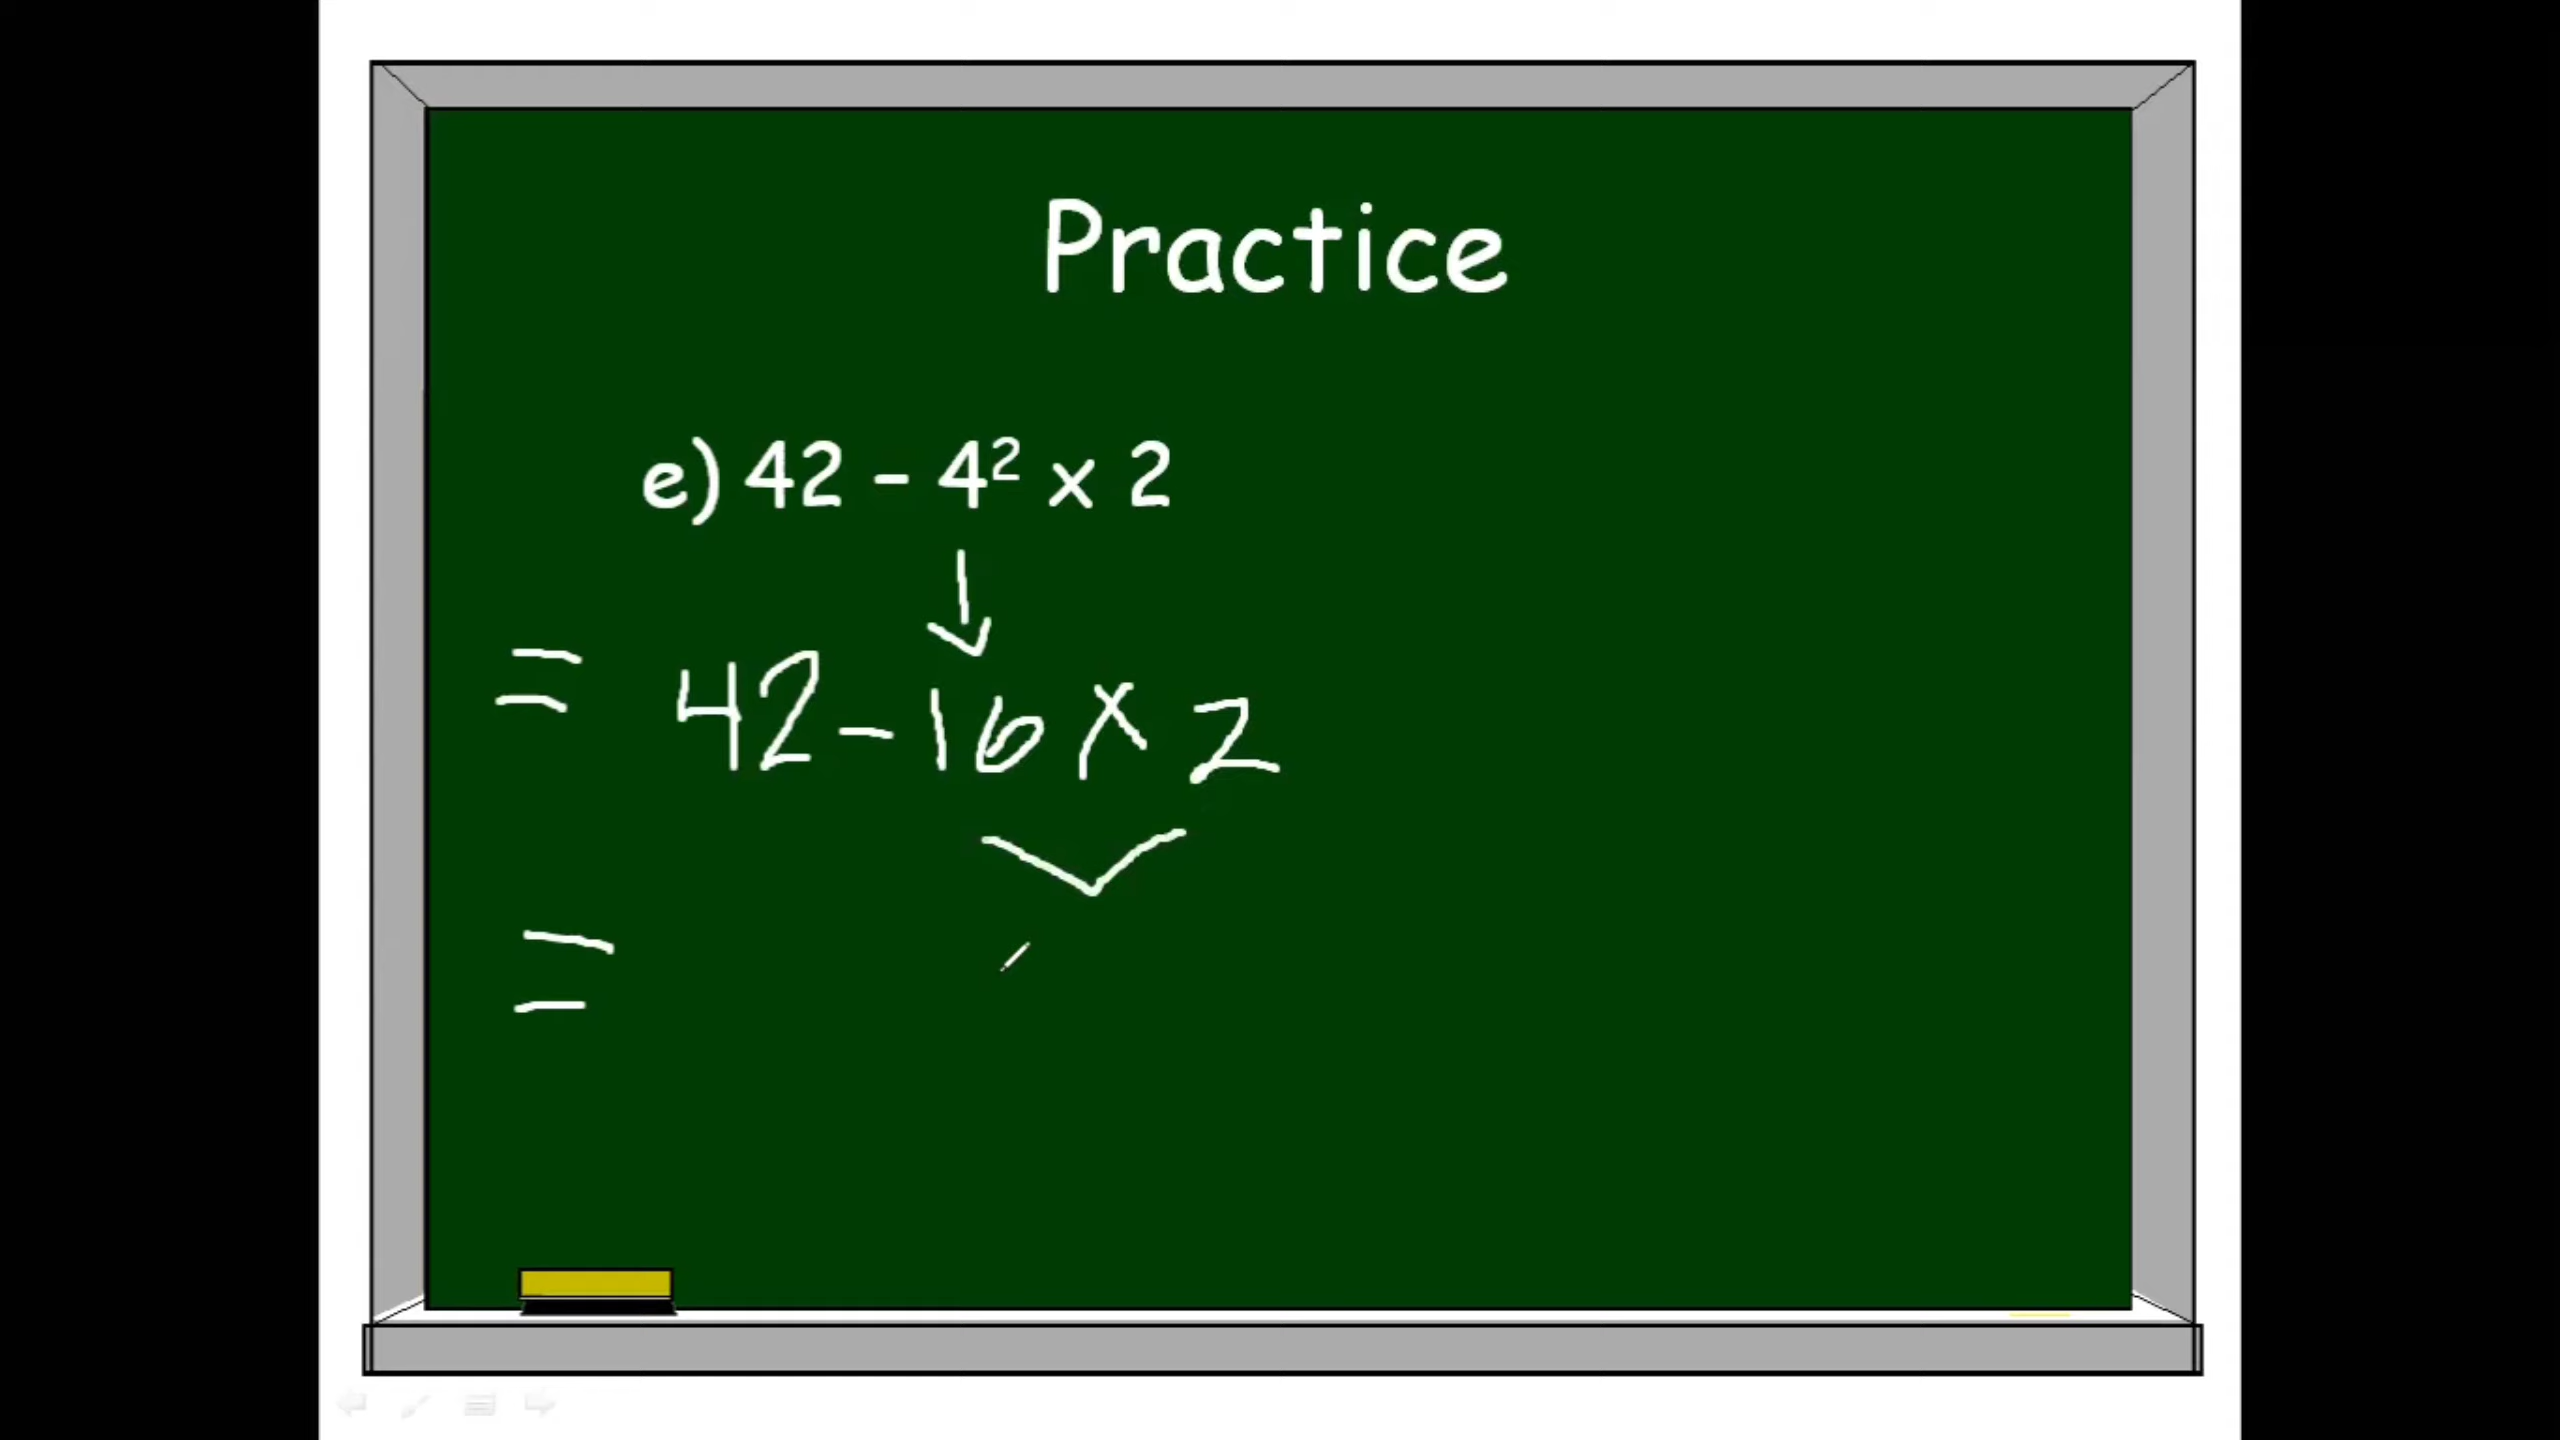 Practice
e) 42 - 4² x 2
= 42 - 16 x 2
=